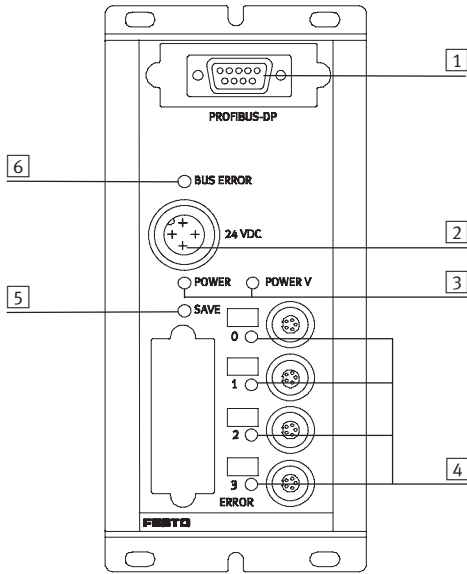 1
PROFIBUS-DP
6
BUS ERROR
24 VDC
2
POWER
POWER V
3
5
SAVE
0
1
2
3
4
ERROR
FESTO